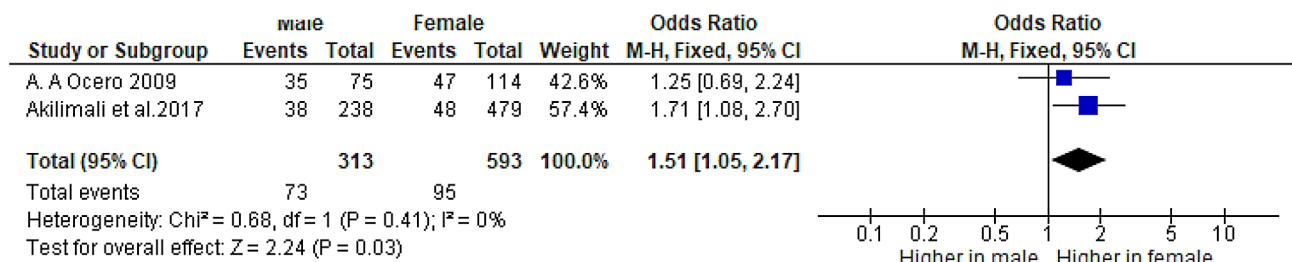 Male Female Odds Ratio Odds Ratio
Study or Subgroup Events Total Events Total Weight M-H, Fixed, 95% CI M-H, Fixed, 95% CI
A. A Ocero 2009 35 75 47 114 42.6% 1.25 [0.69, 2.24]
Akilimali et al.2017 38 238 48 479 57.4% 1.71 [1.08, 2.70]
Total (95% CI) 313 593 100.0% 1.51 [1.05, 2.17]
Total events 73 95
Heterogeneity: Chi² = 0.68, df = 1 (P = 0.41); I² = 0%
Test for overall effect: Z = 2.24 (P = 0.03)
0.1 0.2 0.5 1 2 5 10
Higher in male Higher in female